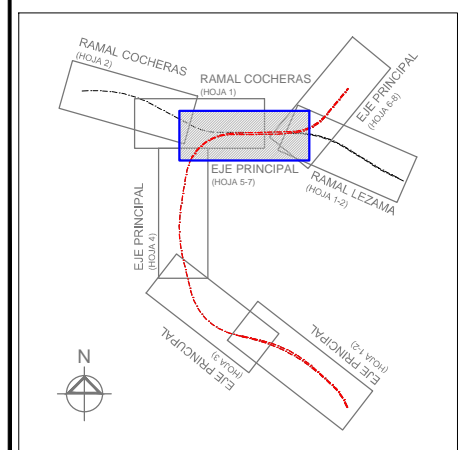 RAMAL COCHERAS
(HOJA 2)
RAMAL COCHERAS
(HOJA 1)
EJE PRINCIPAL
(HOJA 6-8)
EJE PRINCIPAL
(HOJA 5-7)
RAMAL LEZAMA
(HOJA 1-2)
EJE PRINCIPAL
(HOJA 4)
EJE PRINCUPAL
(HOJA 3)
EJE PRINCIPAL
(HOJA 1-2)
N